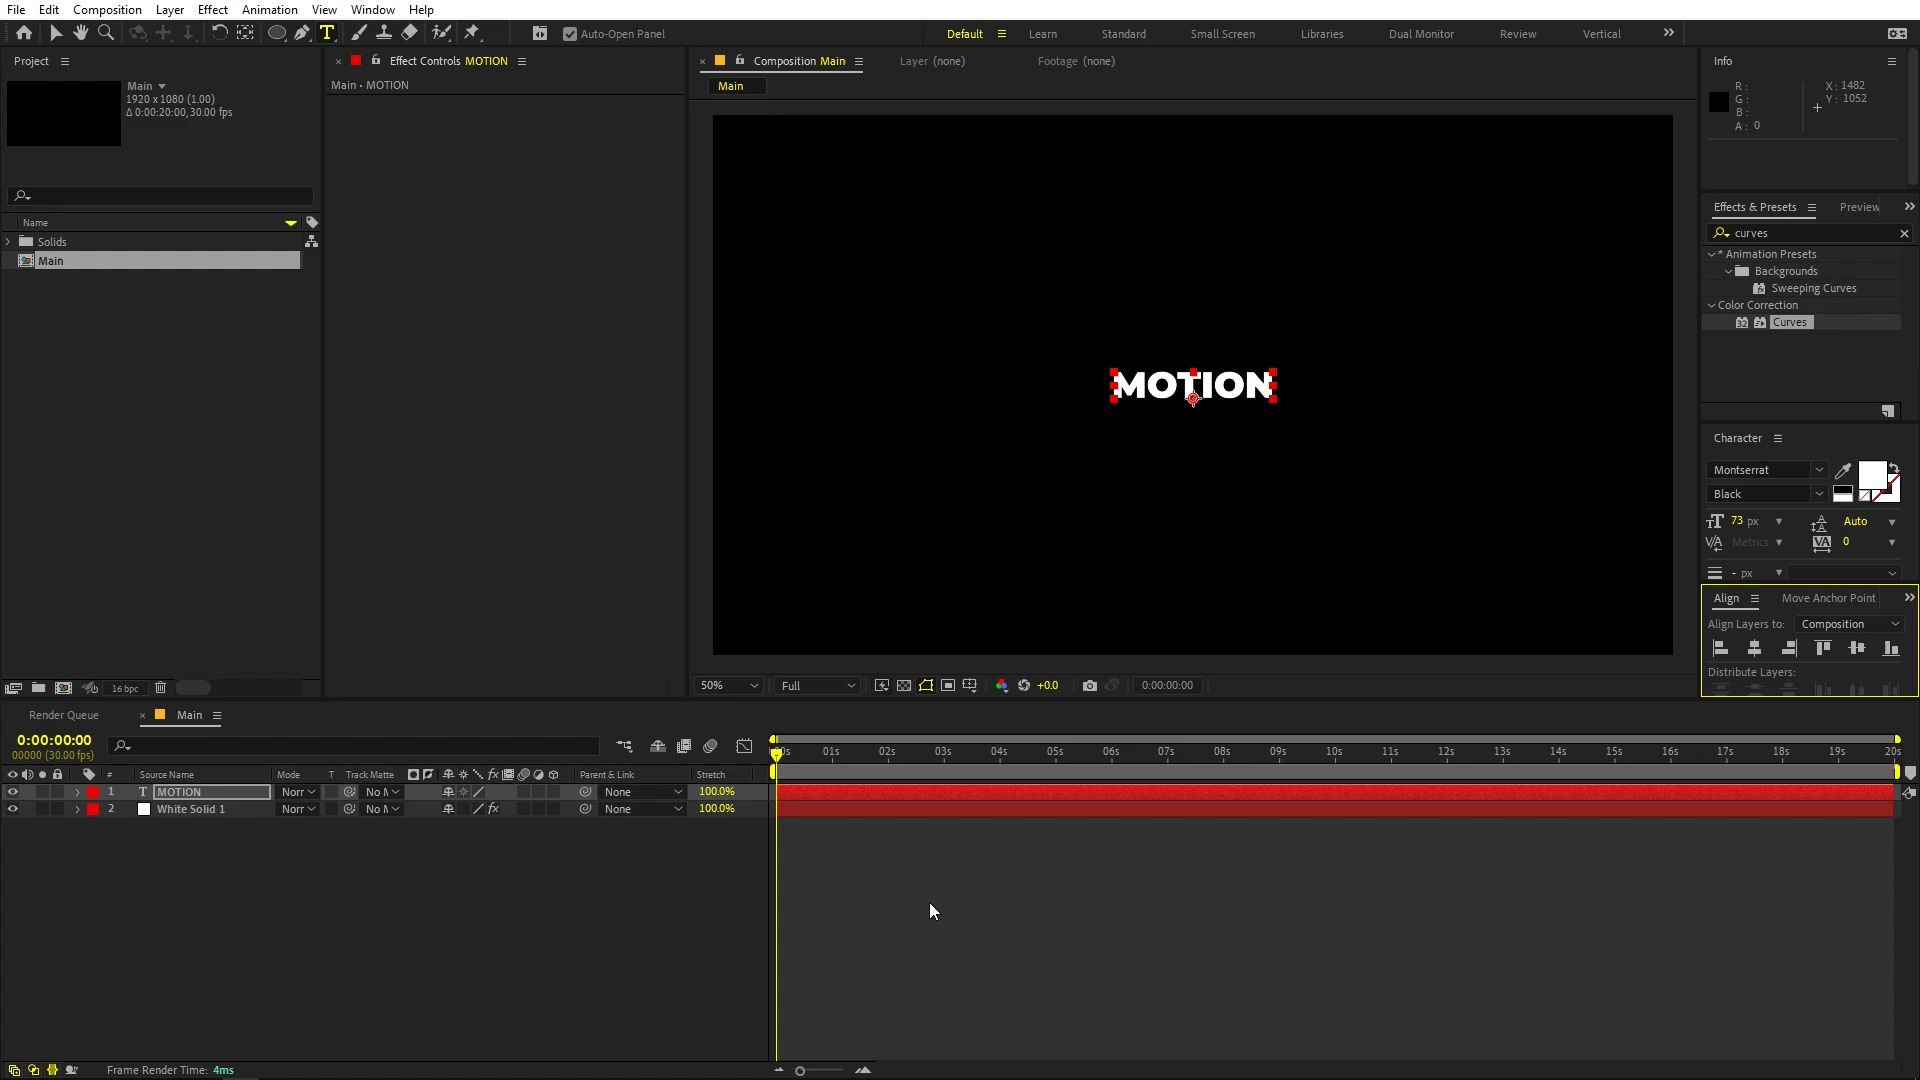 File Edit Composition Layer Effect Animation View Window Help
Auto-Open Panel
Default Learn Standard Small Screen Libraries Dual Monitor Review Vertical
Project
Main
1920 x 1080 (1.00)
Δ 0:00:20:00, 30.00 fps
Name
Solids
Main
16 bpc
Effect Controls MOTION
Main • MOTION
Composition Main
Layer (none)
Footage (none)
Main
MOTION
50%
Full
+0.0
0:00:00:00
Info
R:
G:
B:
A: 0
X: 1482
Y: 1052
Effects & Presets
Preview
curves
* Animation Presets
Backgrounds
Sweeping Curves
Color Correction
Curves
Character
Montserrat
Black
73 px
Auto
Metrics
0
- px
Align
Move Anchor Point
Align Layers to: Composition
Distribute Layers:
Render Queue
Main
0:00:00:00
00000 (30.00 fps)
# Source Name Mode T Track Matte Parent & Link Stretch
1 T MOTION Norr No M None 100.0%
2 White Solid 1 Norr No M None 100.0%
00s 01s 02s 03s 04s 05s 06s 07s 08s 09s 10s 11s 12s 13s 14s 15s 16s 17s 18s 19s 20s
Frame Render Time: 4ms